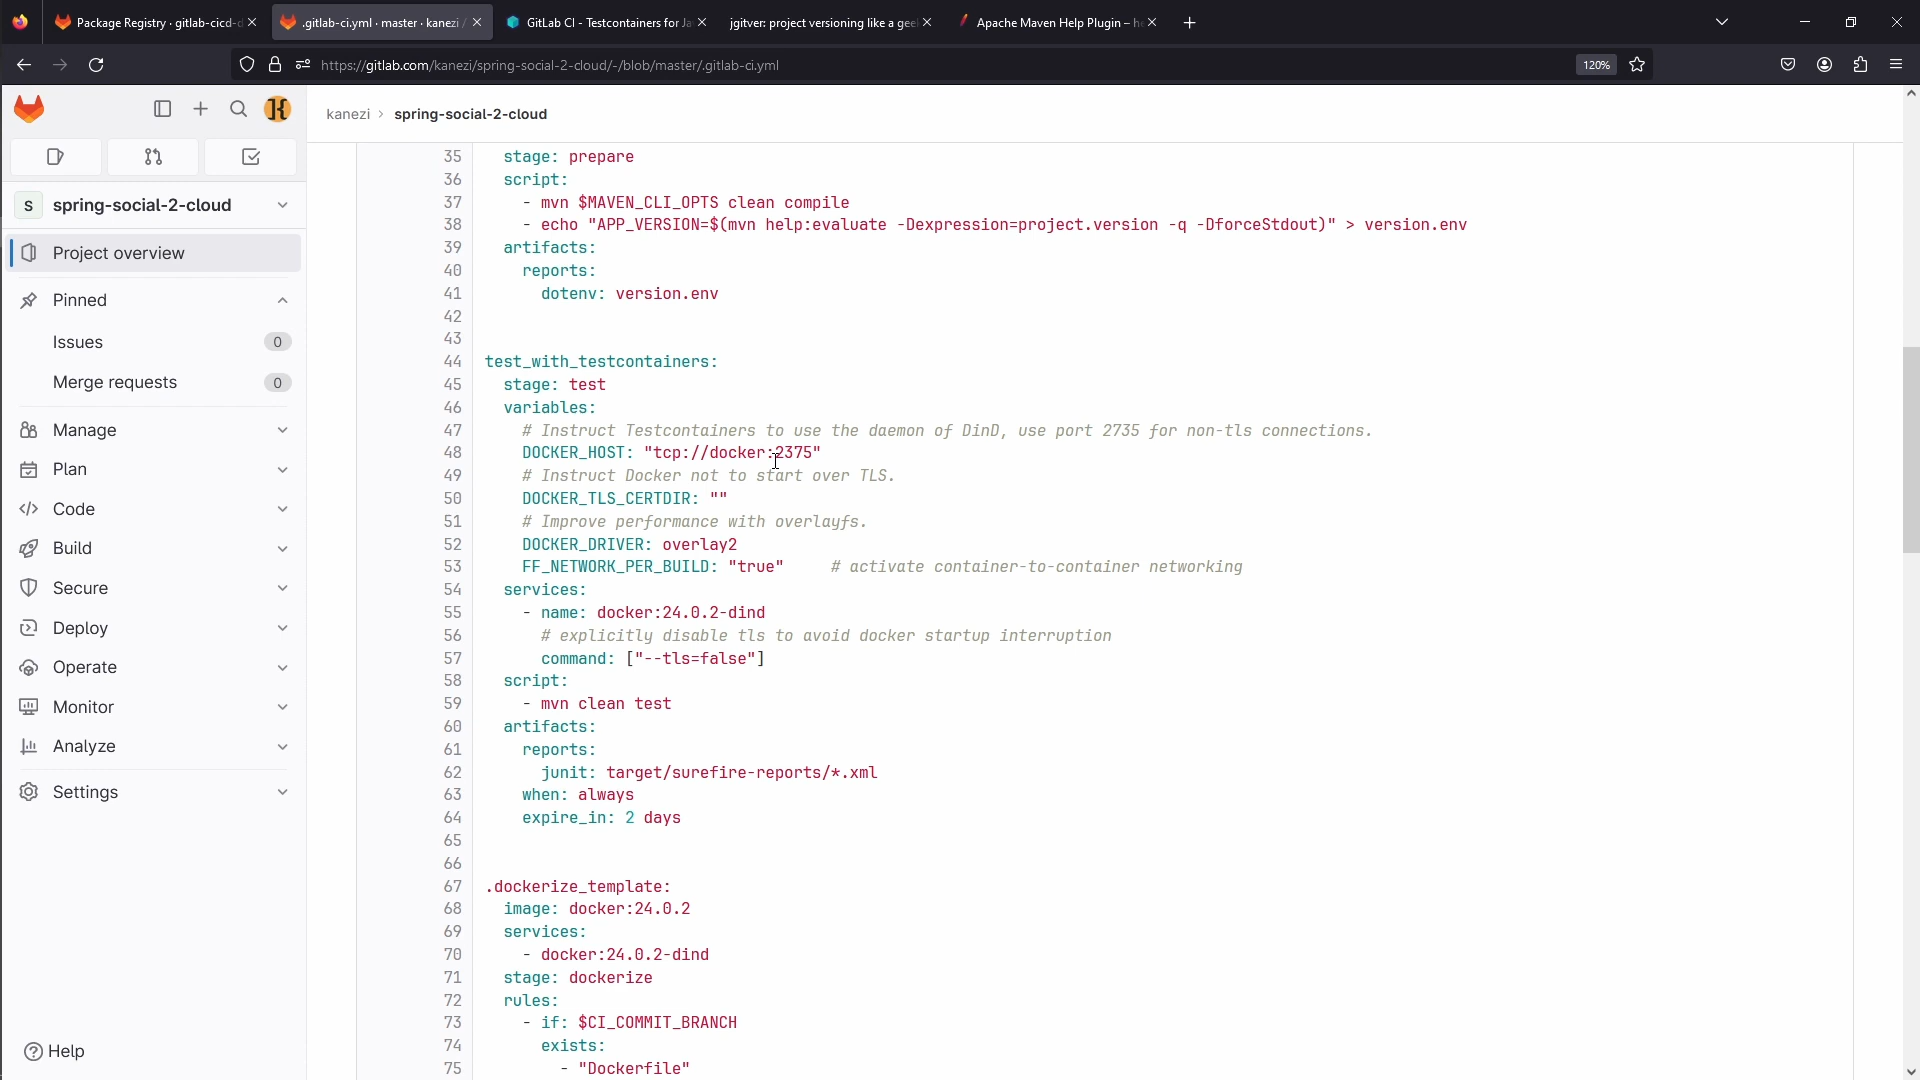 Package Registry · gitlab-cicd-d
.gitlab-ci.yml · master · kanezi /
GitLab CI - Testcontainers for Ja
jgitver: project versioning like a geek
Apache Maven Help Plugin – he
https://gitlab.com/kanezi/spring-social-2-cloud/-/blob/master/.gitlab-ci.yml
120%
kanezi > spring-social-2-cloud
S spring-social-2-cloud
Project overview
Pinned
Issues 0
Merge requests 0
Manage
Plan
Code
Build
Secure
Deploy
Operate
Monitor
Analyze
Settings
Help
35 stage: prepare
36 script:
37 - mvn $MAVEN_CLI_OPTS clean compile
38 - echo "APP_VERSION=$(mvn help:evaluate -Dexpression=project.version -q -DforceStdout)" > version.env
39 artifacts:
40 reports:
41 dotenv: version.env
42
43
44 test_with_testcontainers:
45 stage: test
46 variables:
47 # Instruct Testcontainers to use the daemon of DinD, use port 2735 for non-tls connections.
48 DOCKER_HOST: "tcp://docker:2375"
49 # Instruct Docker not to start over TLS.
50 DOCKER_TLS_CERTDIR: ""
51 # Improve performance with overlayfs.
52 DOCKER_DRIVER: overlay2
53 FF_NETWORK_PER_BUILD: "true" # activate container-to-container networking
54 services:
55 - name: docker:24.0.2-dind
56 # explicitly disable tls to avoid docker startup interruption
57 command: ["--tls=false"]
58 script:
59 - mvn clean test
60 artifacts:
61 reports:
62 junit: target/surefire-reports/*.xml
63 when: always
64 expire_in: 2 days
65
66
67 .dockerize_template:
68 image: docker:24.0.2
69 services:
70 - docker:24.0.2-dind
71 stage: dockerize
72 rules:
73 - if: $CI_COMMIT_BRANCH
74 exists:
75 - "Dockerfile"